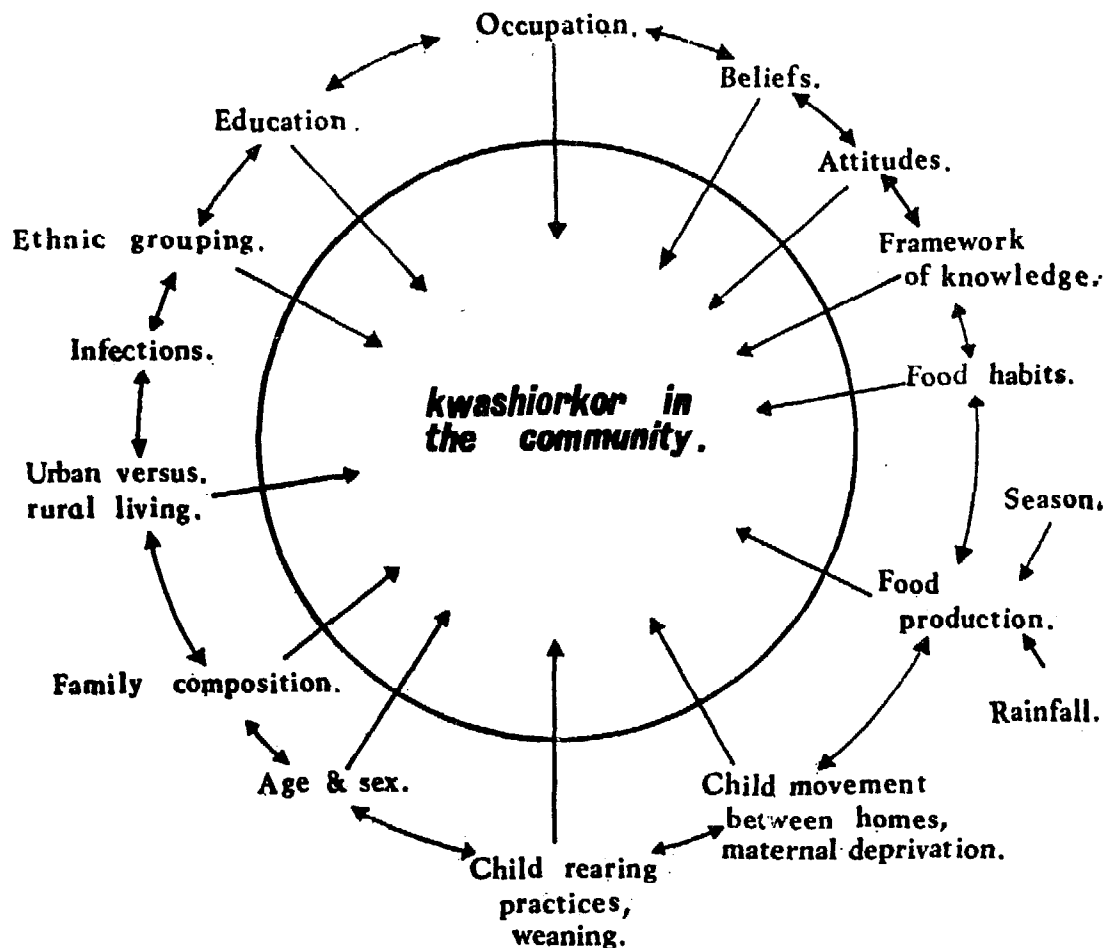 Occupation.
Beliefs.
Education.
Attitudes.
Ethnic grouping.
Framework
of knowledge.
Infections.
Food habits.
kwashiorkor in
the community.
Urban versus.
rural living.
Season.
Food
production.
Family composition.
Rainfall.
Age & sex.
Child movement
between homes,
maternal deprivation.
Child rearing
practices,
weaning.